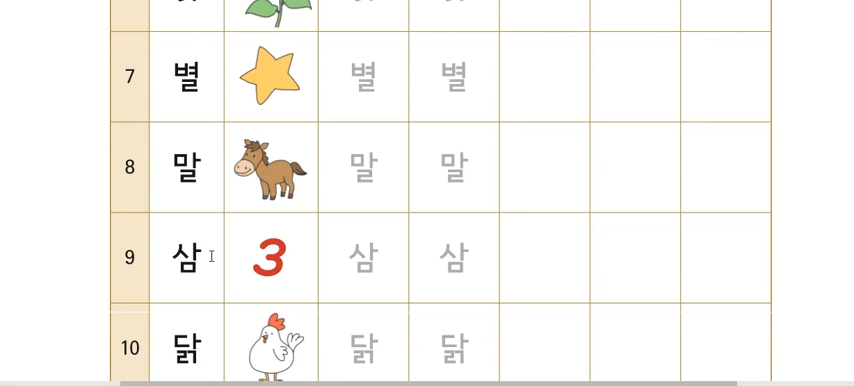 7 별 별 별
8 말 말 말
9 삼 3 삼 삼
10 닭 닭 닭